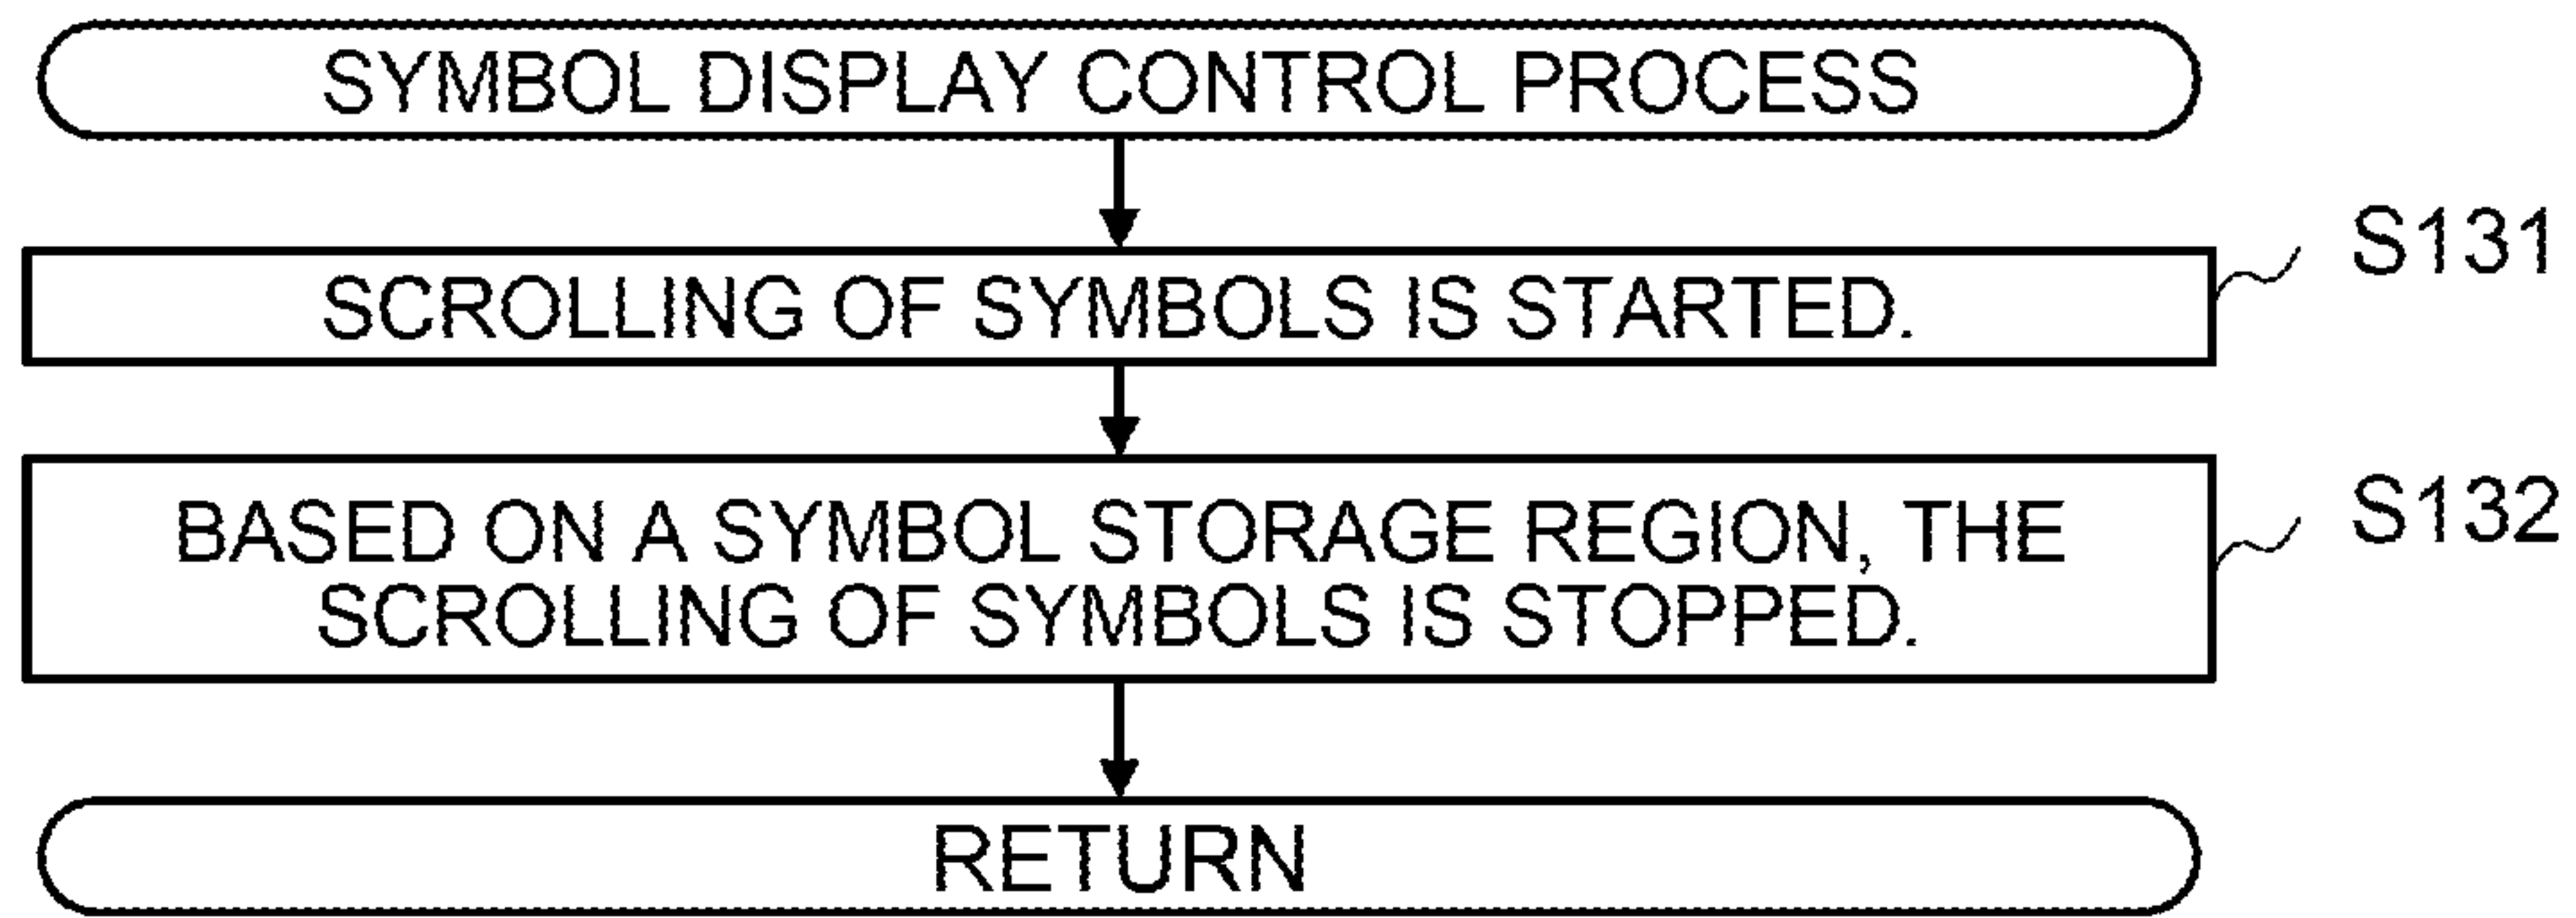 SYMBOL DISPLAY CONTROL PROCESS
SCROLLING OF SYMBOLS IS STARTED.
S131
BASED ON A SYMBOL STORAGE REGION, THE
SCROLLING OF SYMBOLS IS STOPPED.
S132
RETURN